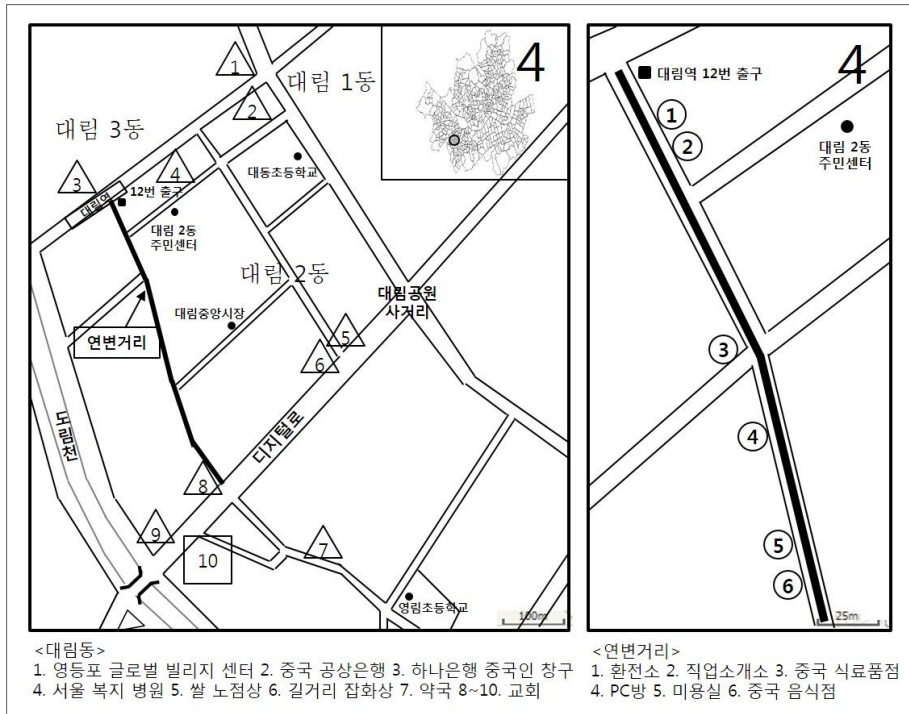 4
1
대림 1동
2
대림 3동
3
4
대동초등학교
12번 출구
대림역
대림 2동
주민센터
대림 2동
대림공원
사거리
대림중앙시장
연변거리
5
6
도림천
디지털로
8
9
10
7
영림초등학교
100m
4
대림역 12번 출구
1
2
대림 2동
주민센터
3
4
5
6
25m
<대림동>
1. 영등포 글로벌 빌리지 센터 2. 중국 공상은행 3. 하나은행 중국인 창구
4. 서울 복지 병원 5. 쌀 노점상 6. 길거리 잡화상 7. 약국 8~10. 교회
<연변거리>
1. 환전소 2. 직업소개소 3. 중국 식료품점
4. PC방 5. 미용실 6. 중국 음식점